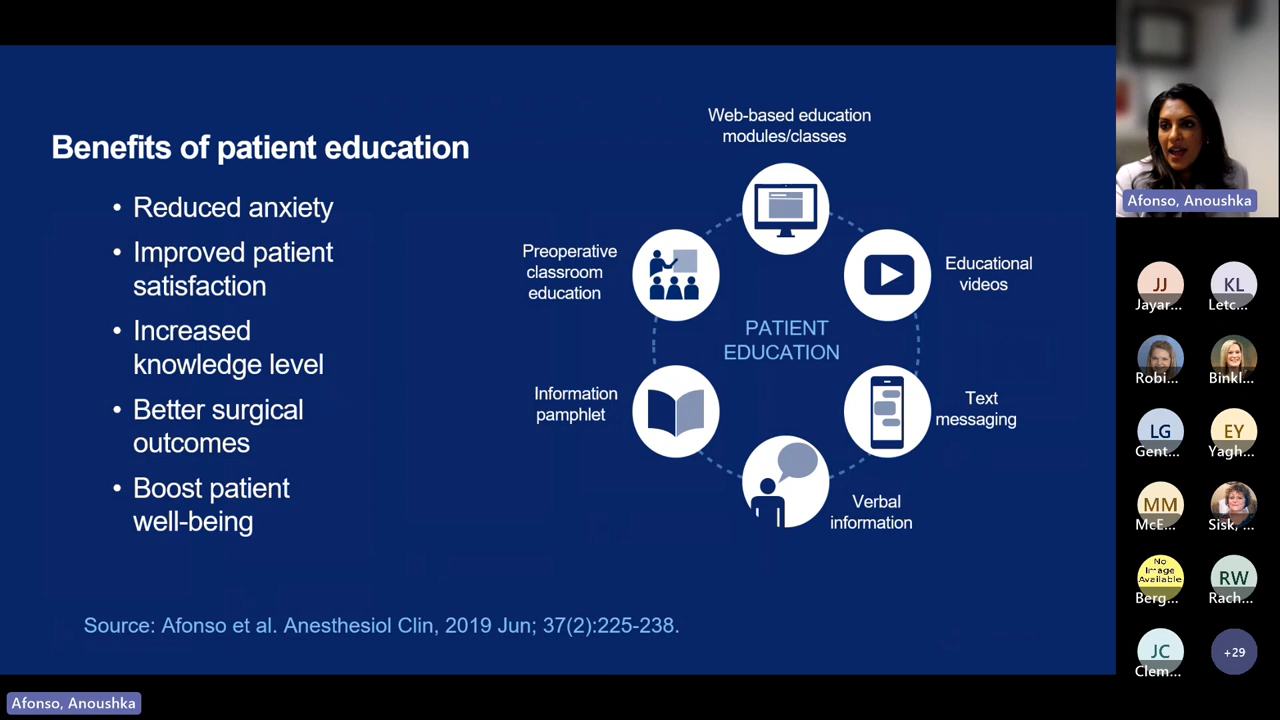 Benefits of patient education
• Reduced anxiety
• Improved patient
satisfaction
• Increased
knowledge level
• Better surgical
outcomes
• Boost patient
well-being
Web-based education
modules/classes
Preoperative
classroom
education
Educational
videos
PATIENT
EDUCATION
Information
pamphlet
Text
messaging
Verbal
information
Source: Afonso et al. Anesthesiol Clin, 2019 Jun; 37(2):225-238.
Afonso, Anoushka
Afonso, Anoushka
JJ
Jayar...
KL
Letc...
Robi...
Binkl...
LG
Gent...
EY
Yagh...
MM
McE...
Sisk, ...
No
Image
Available
Berg...
RW
Rach...
JC
Clem...
+29